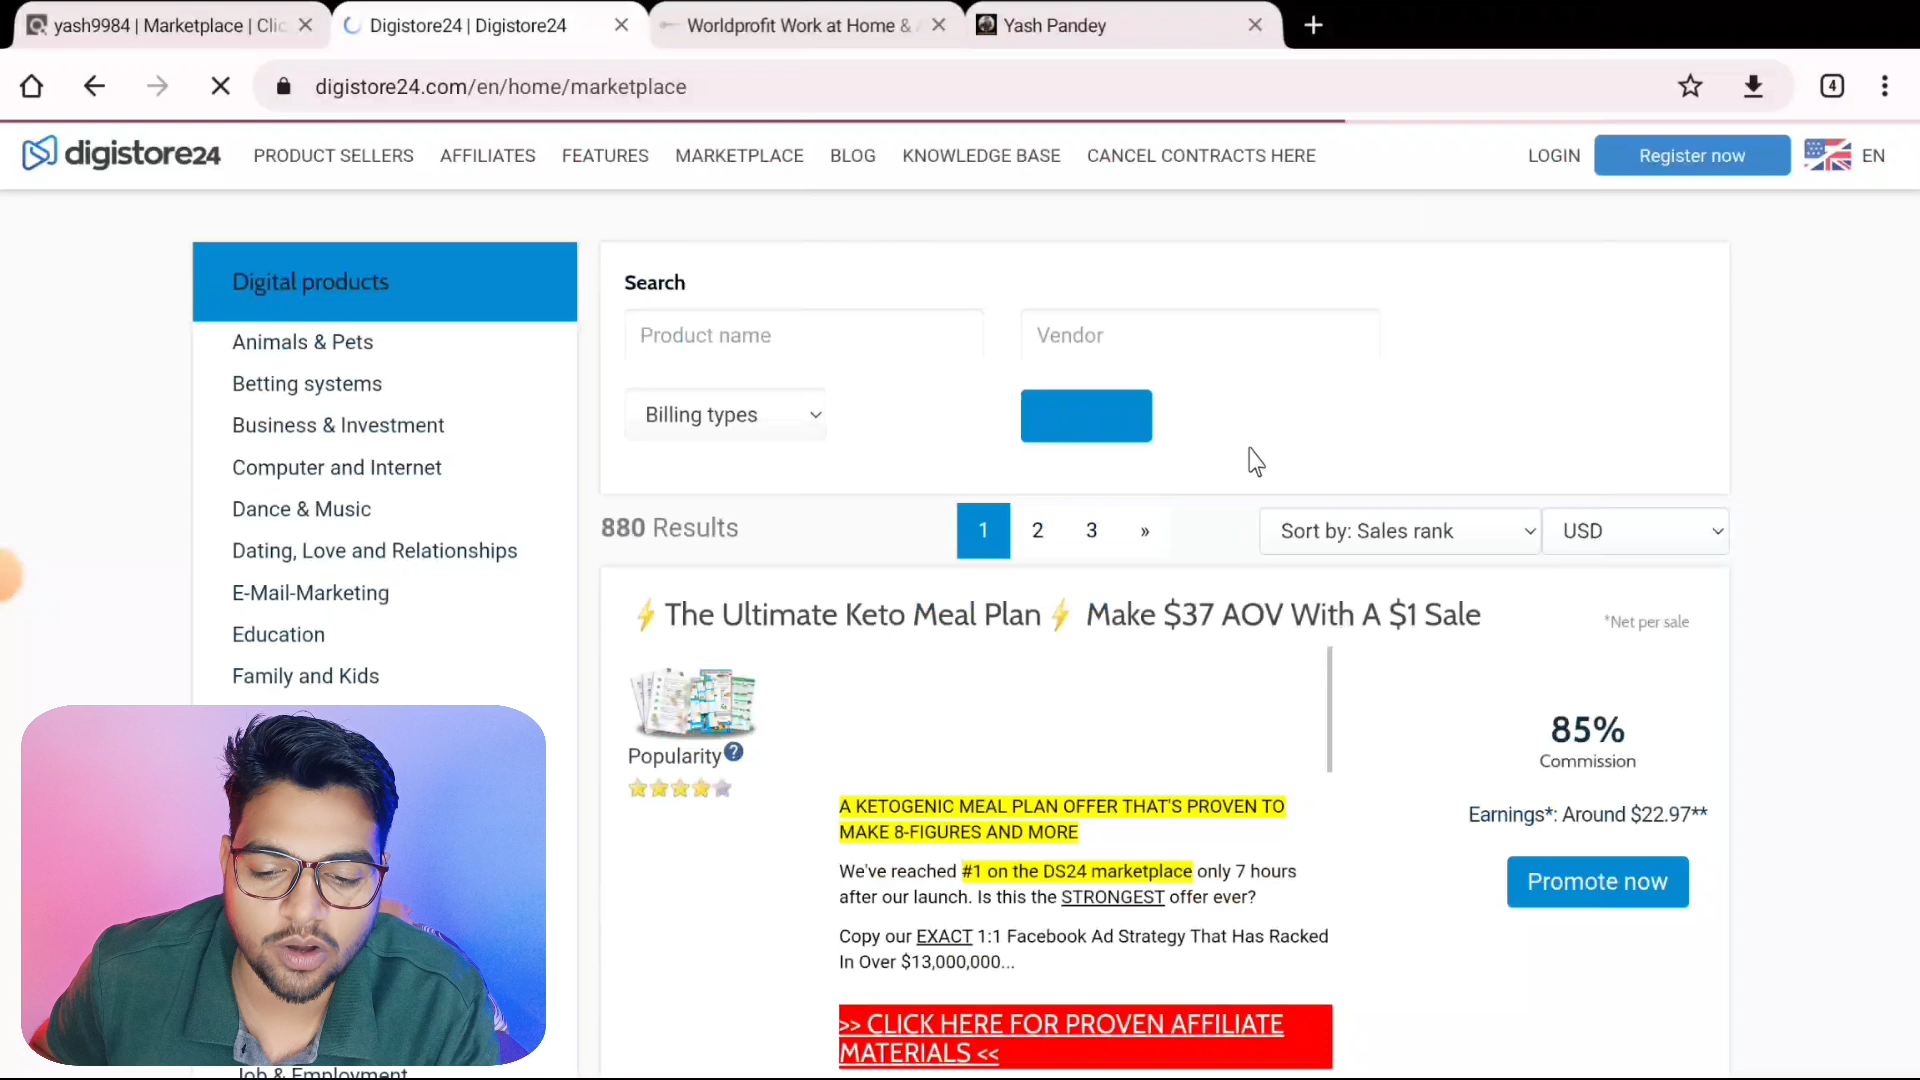 yash9984 | Marketplace | Clic
Digistore24 | Digistore24
Worldprofit Work at Home &
Yash Pandey
digistore24.com/en/home/marketplace
4
digistore24
PRODUCT SELLERS
AFFILIATES
FEATURES
MARKETPLACE
BLOG
KNOWLEDGE BASE
CANCEL CONTRACTS HERE
LOGIN
Register now
EN
Digital products
Animals & Pets
Betting systems
Business & Investment
Computer and Internet
Dance & Music
Dating, Love and Relationships
E-Mail-Marketing
Education
Family and Kids
Job & Employment
Search
Product name
Vendor
Billing types
880 Results
1 2 3 »
Sort by: Sales rank
USD
⚡The Ultimate Keto Meal Plan⚡ Make $37 AOV With A $1 Sale
*Net per sale
Popularity?
85%
Commission
Earnings*: Around $22.97**
Promote now
A KETOGENIC MEAL PLAN OFFER THAT'S PROVEN TO
MAKE 8-FIGURES AND MORE
We've reached #1 on the DS24 marketplace only 7 hours
after our launch. Is this the STRONGEST offer ever?
Copy our EXACT 1:1 Facebook Ad Strategy That Has Racked
In Over $13,000,000...
>> CLICK HERE FOR PROVEN AFFILIATE
MATERIALS <<